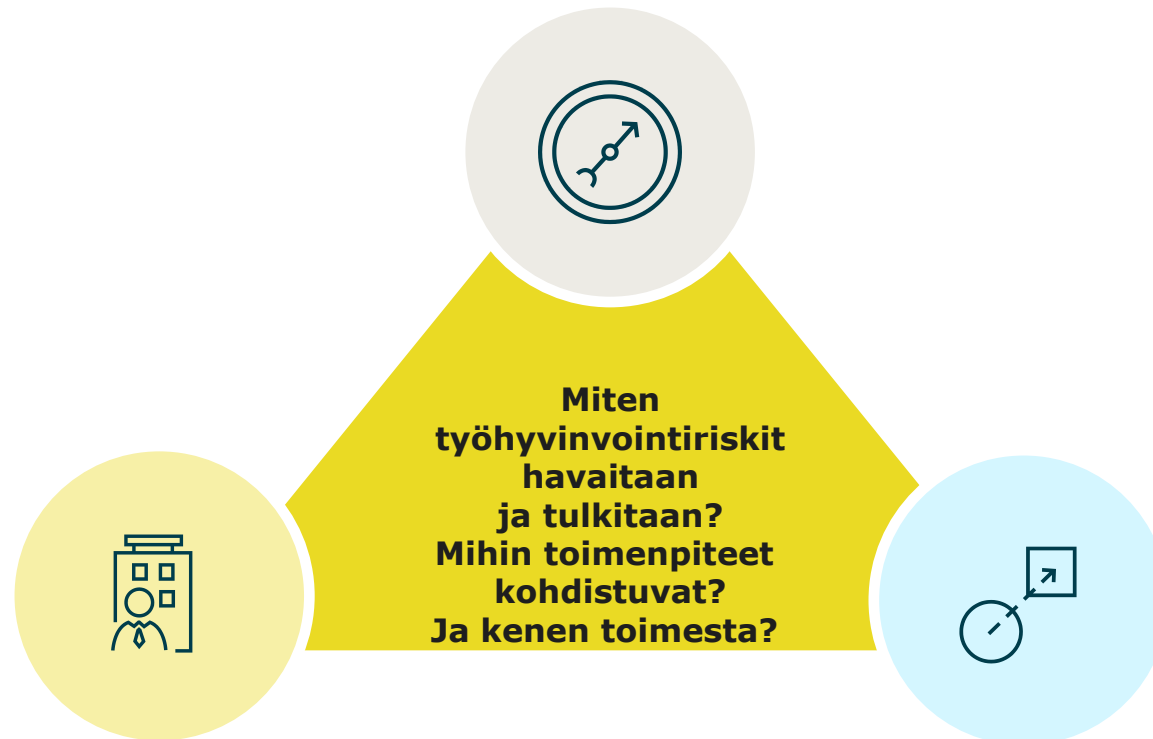 Miten
työhyvinvointiriskit
havaitaan
ja tulkitaan?
Mihin toimenpiteet
kohdistuvat?
Ja kenen toimesta?